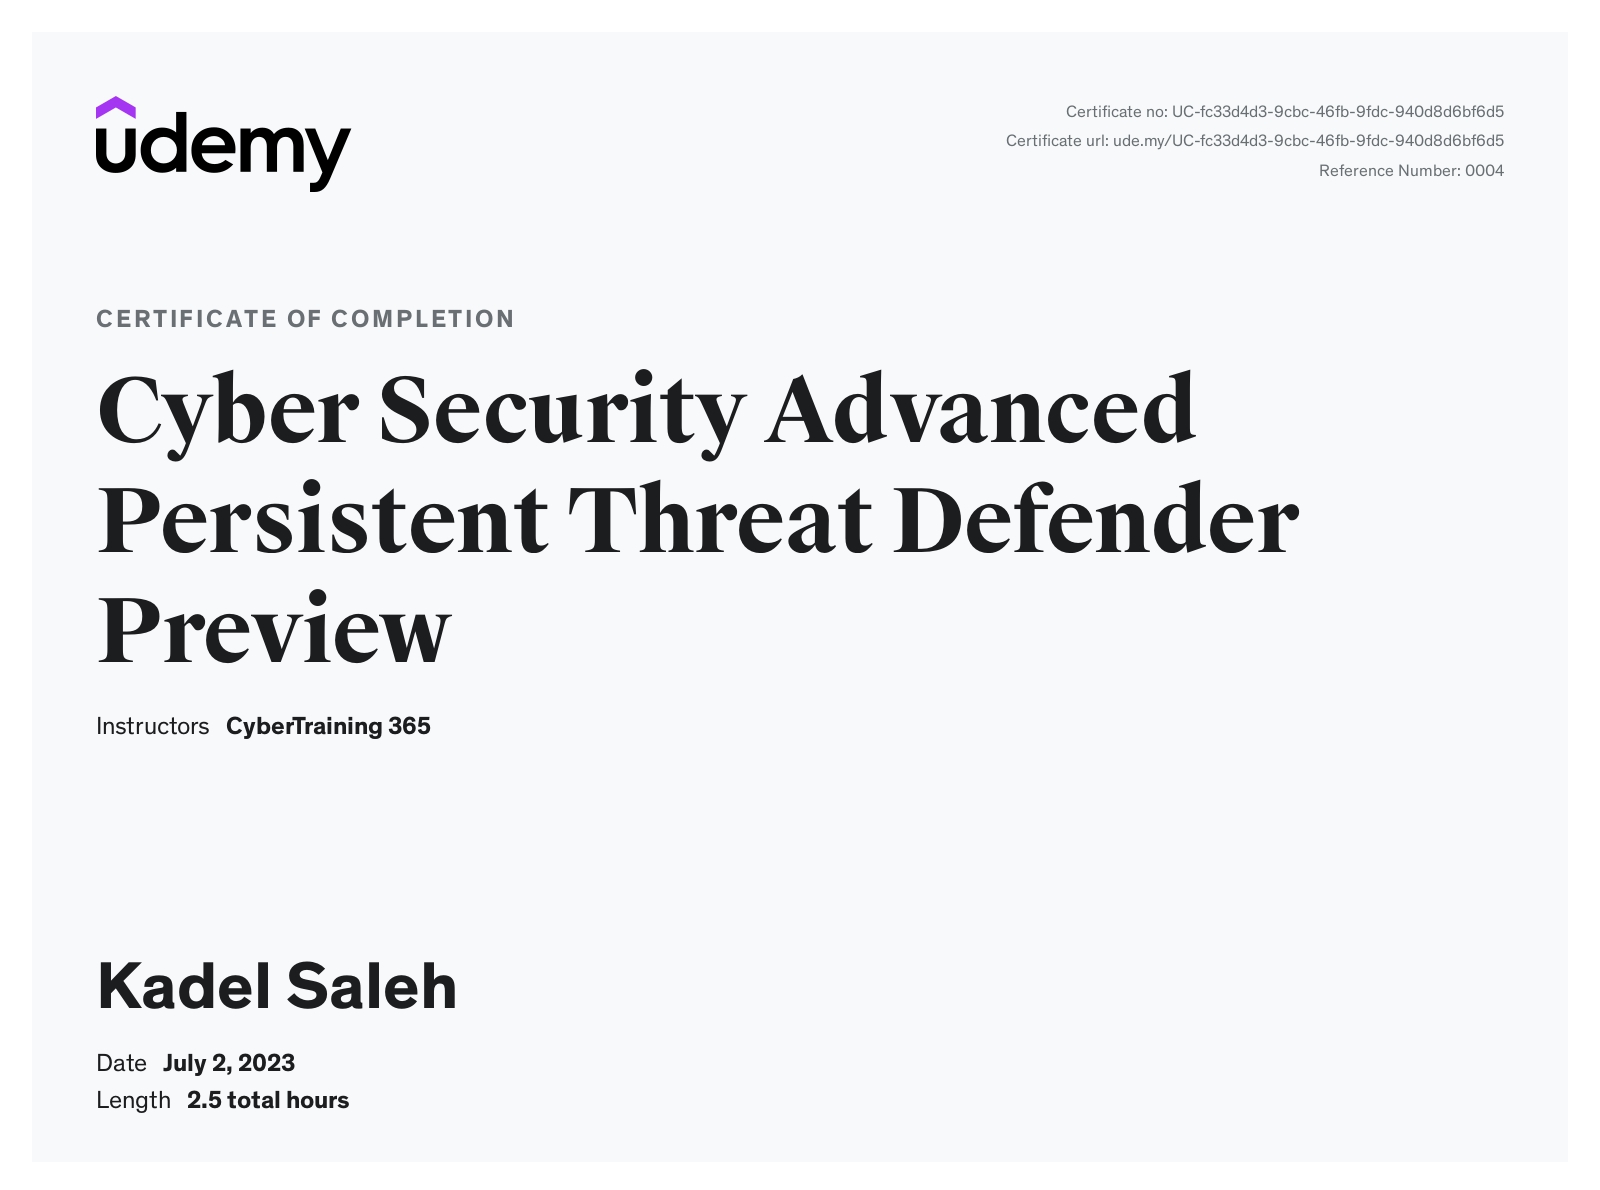 udemy
Certificate no: UC-fc33d4d3-9cbc-46fb-9fdc-940d8d6bf6d5
Certificate url: ude.my/UC-fc33d4d3-9cbc-46fb-9fdc-940d8d6bf6d5
Reference Number: 0004
CERTIFICATE OF COMPLETION
Cyber Security Advanced
Persistent Threat Defender
Preview
Instructors CyberTraining 365
Kadel Saleh
Date July 2, 2023
Length 2.5 total hours